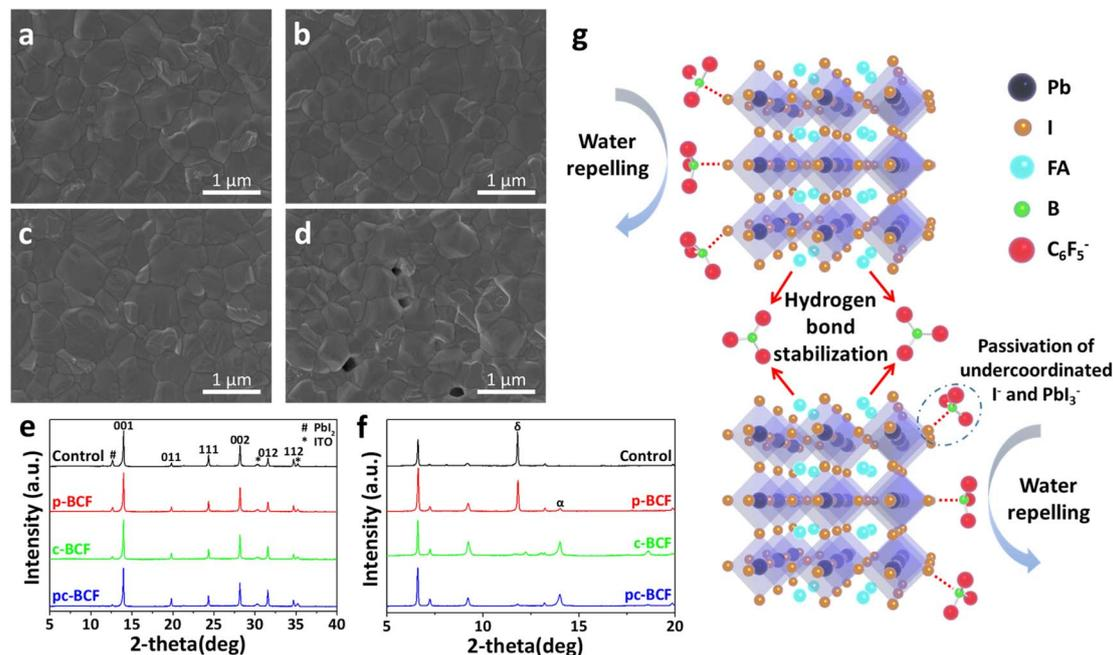 a
b
1 µm
1 µm
c
d
1 µm
1 µm
e
Intensity (a.u.)
Control
#
001
011
111
002
*
012
112
*
# PbI2
* ITO
p-BCF
c-BCF
pc-BCF
5 10 15 20 25 30 35 40
2-theta(deg)
f
Intensity (a.u.)
δ
Control
p-BCF
α
c-BCF
pc-BCF
5 10 15 20
2-theta(deg)
g
Water
repelling
Pb
I
FA
B
C6F5-
Hydrogen
bond
stabilization
Passivation of
undercoordinated
I- and PbI3-
Water
repelling